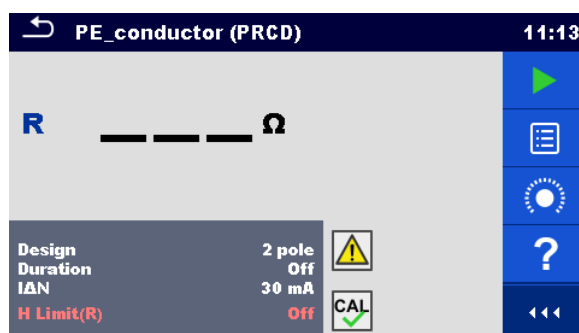 PE_conductor (PRCD) 11:13
R _ _ _ Ω
Design 2 pole
Duration Off
IΔN 30 mA
H Limit(R) Off
CAL
?